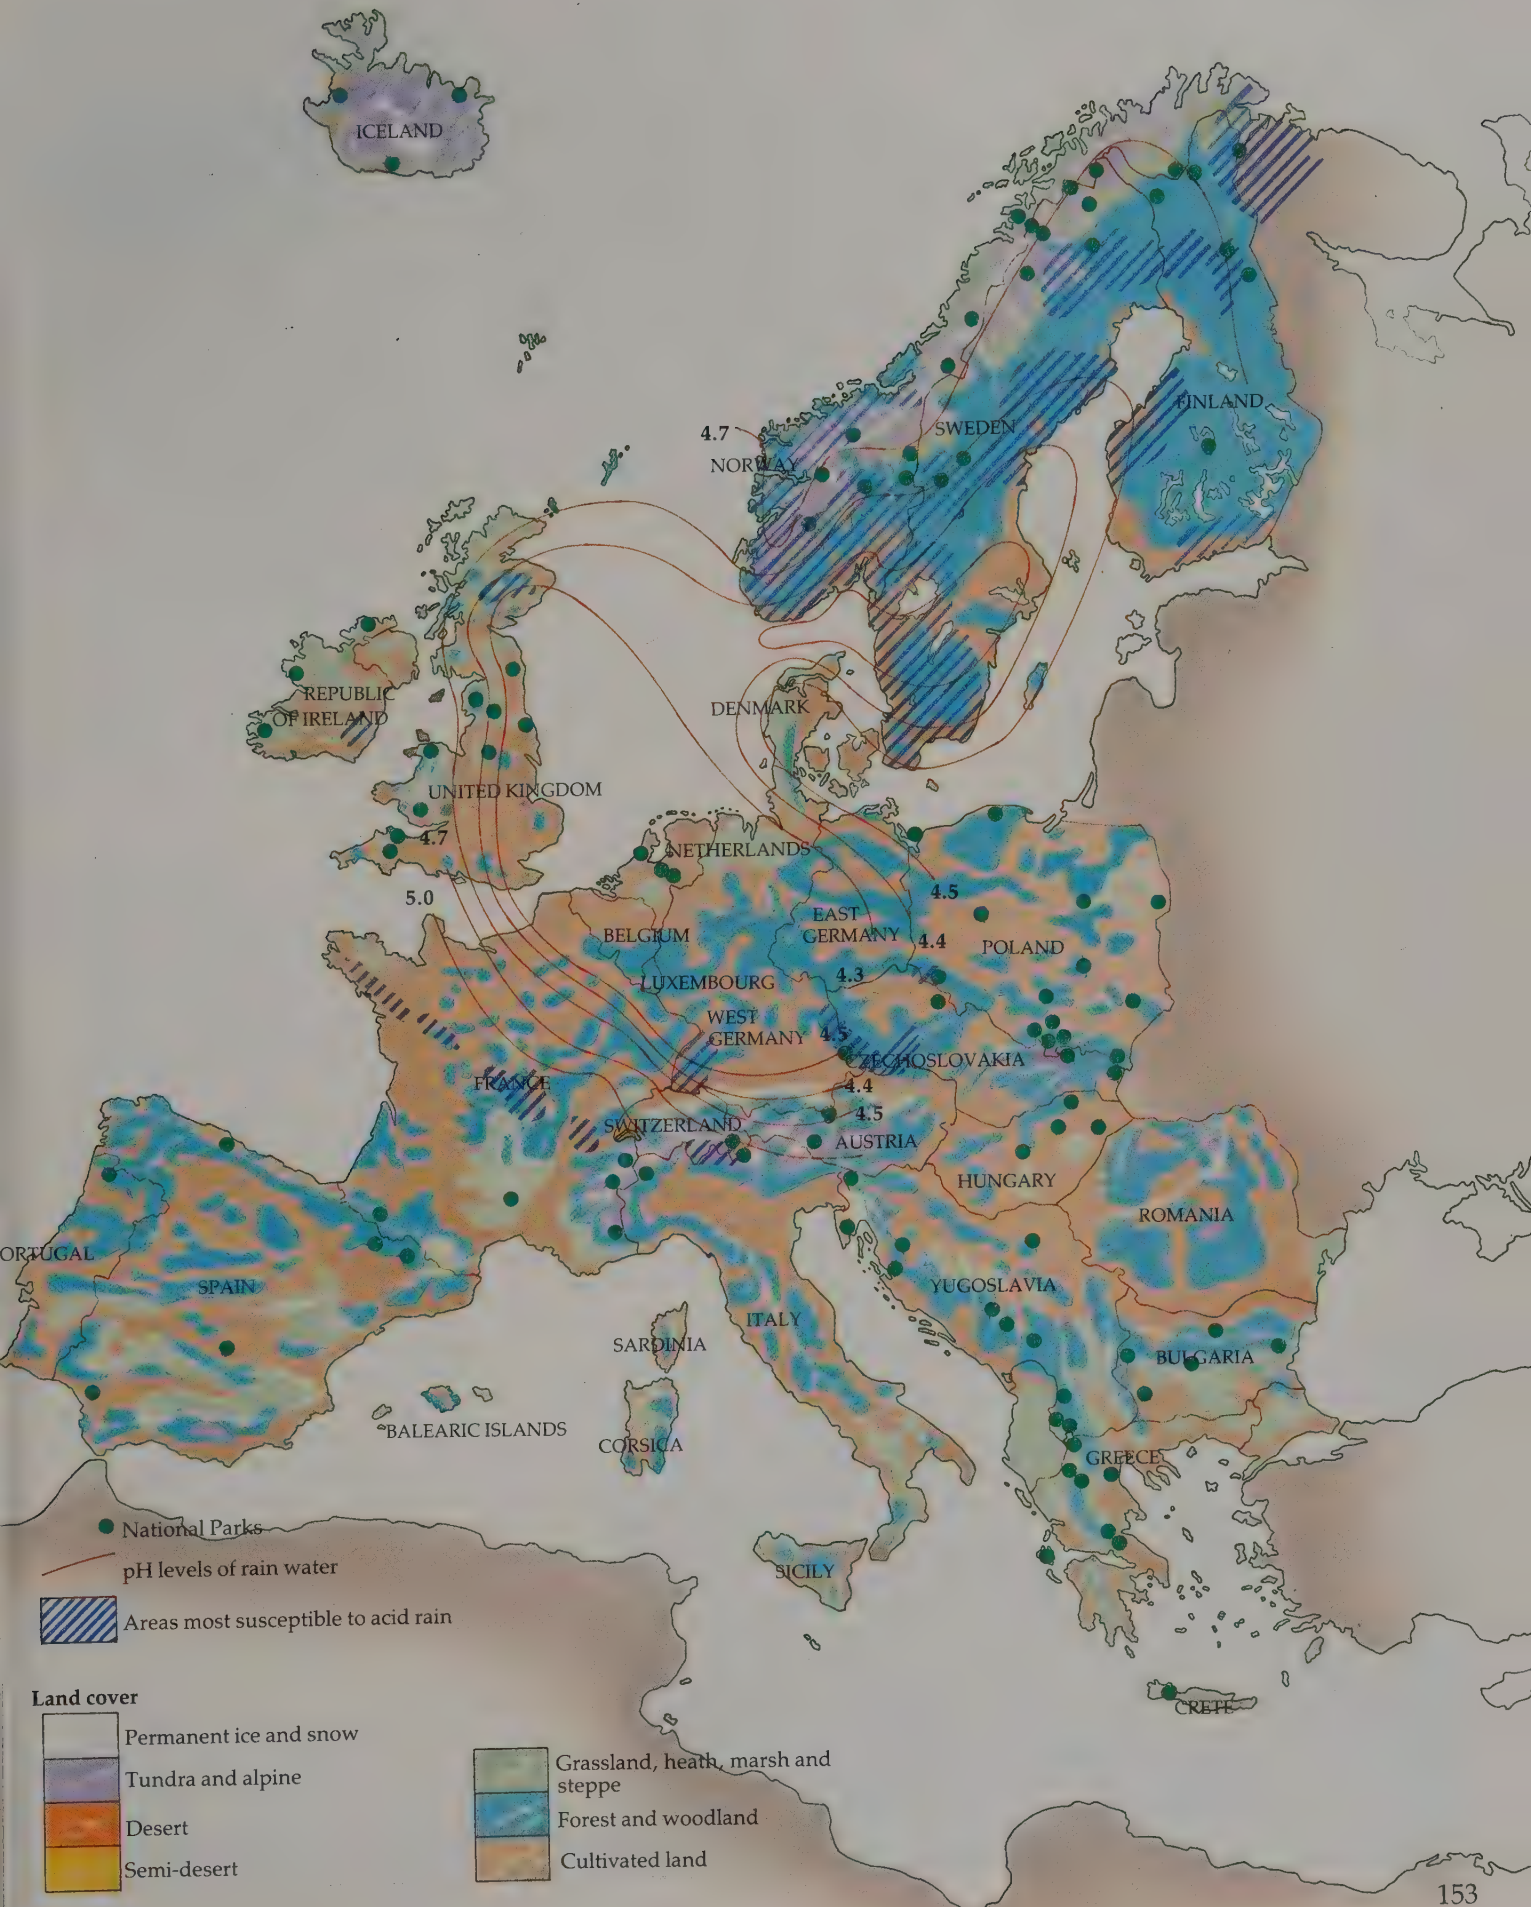 ICELAND
FINLAND
SWEDEN
4.7
NORWAY
REPUBLIC
OF IRELAND
DENMARK
UNITED KINGDOM
4.7
NETHERLANDS
5.0
4.5
EAST
GERMANY
BELGIUM
4.4
POLAND
4.3
LUXEMBOURG
WEST
GERMANY
4.5
CZECHOSLOVAKIA
FRANCE
4.4
4.5
SWITZERLAND
AUSTRIA
HUNGARY
ROMANIA
ORTUGAL
SPAIN
YUGOSLAVIA
ITALY
SARDINIA
BULGARIA
BALEARIC ISLANDS
CORSICA
GREECE
National Parks
pH levels of rain water
SICILY
Areas most susceptible to acid rain
Land cover
CRETE
Permanent ice and snow
Tundra and alpine
Desert
Semi-desert
Grassland, heath, marsh and
steppe
Forest and woodland
Cultivated land
153